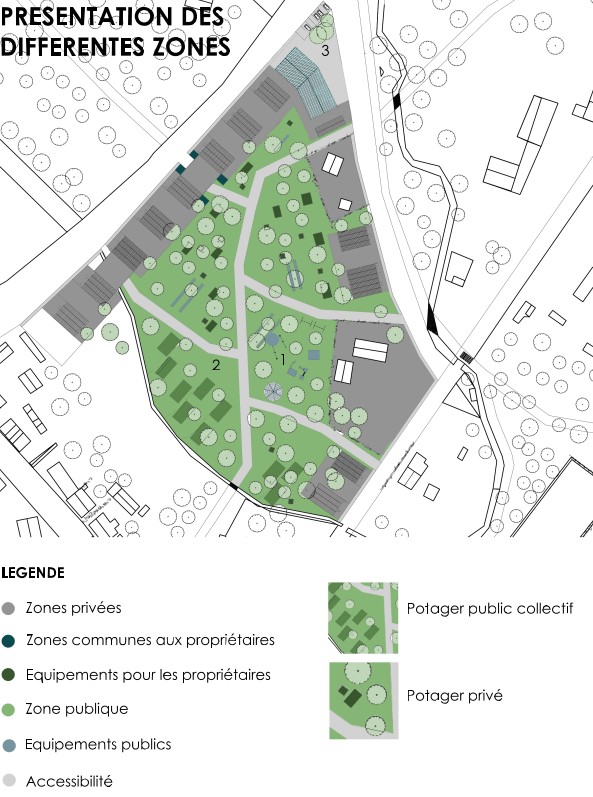 PRESENTATION DES
DIFFERENTES ZONES
3
2
1
LEGENDE
Zones privées
Zones communes aux propriétaires
Equipements pour les propriétaires
Zone publique
Equipements publics
Accessibilité
Potager public collectif
Potager privé